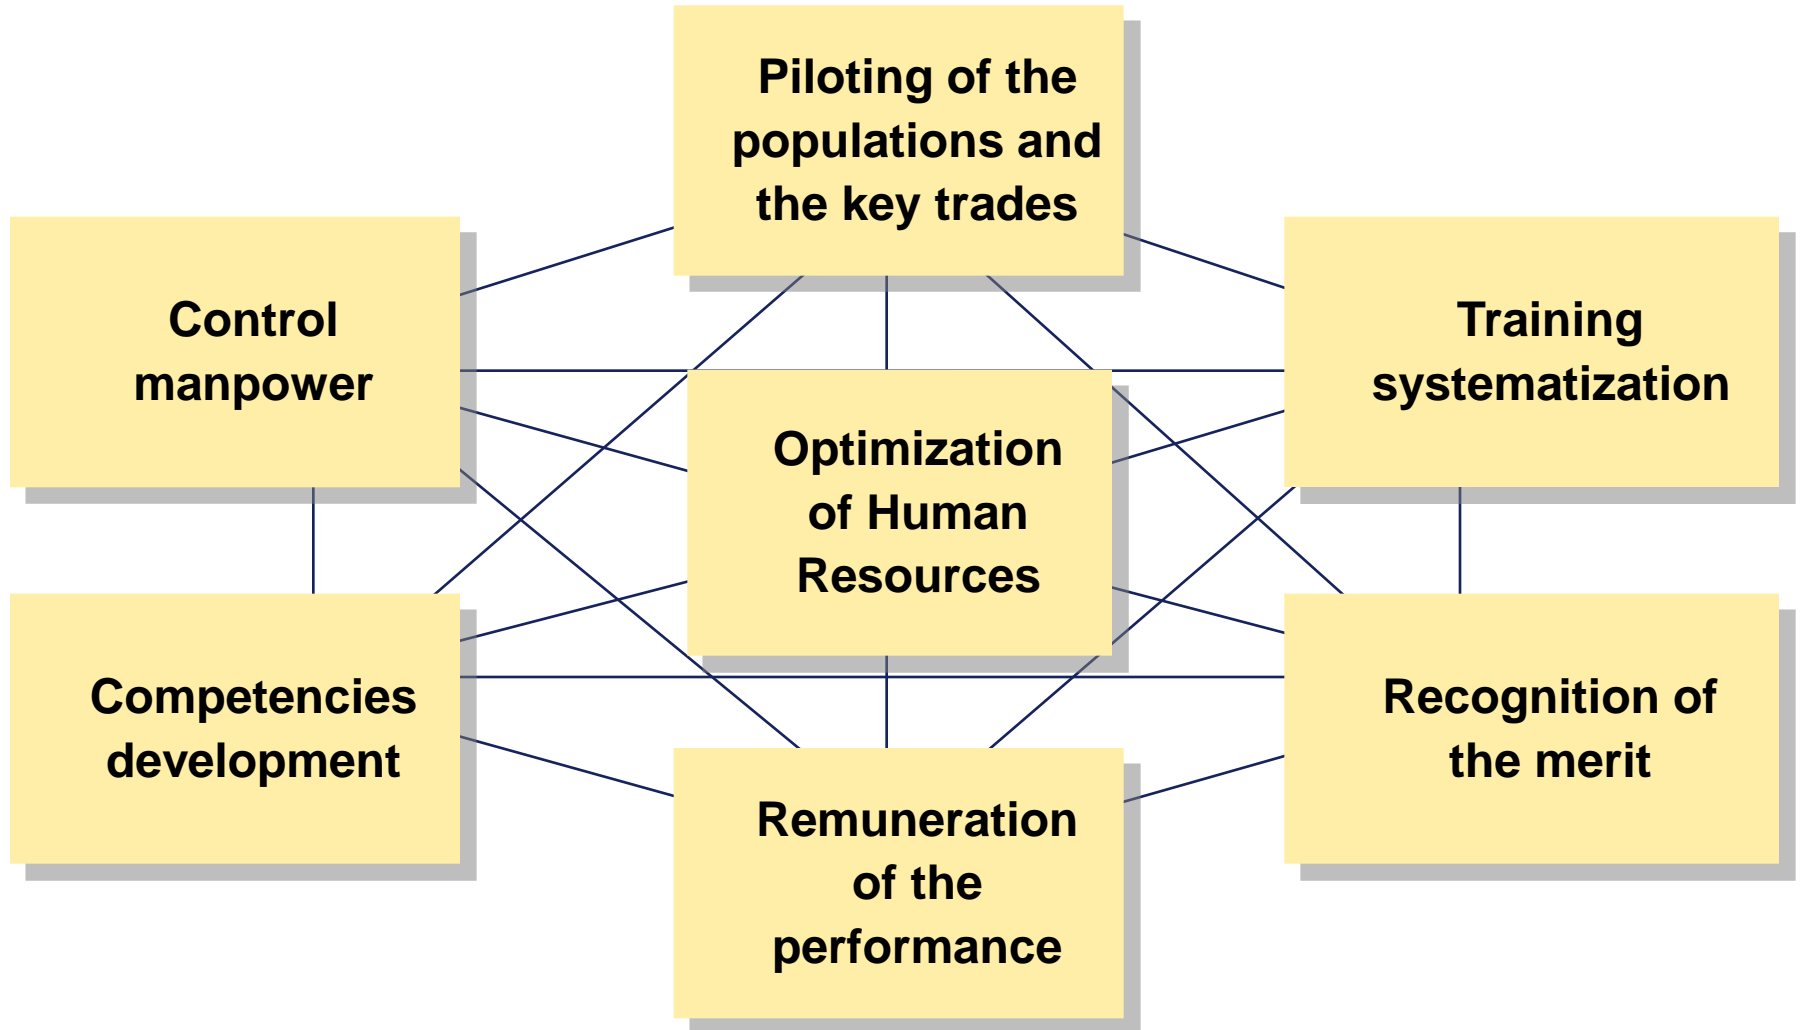 Piloting of the
populations and
the key trades
Control
manpower
Training
systematization
Optimization
of Human
Resources
Competencies
development
Recognition of
the merit
Remuneration
of the
performance